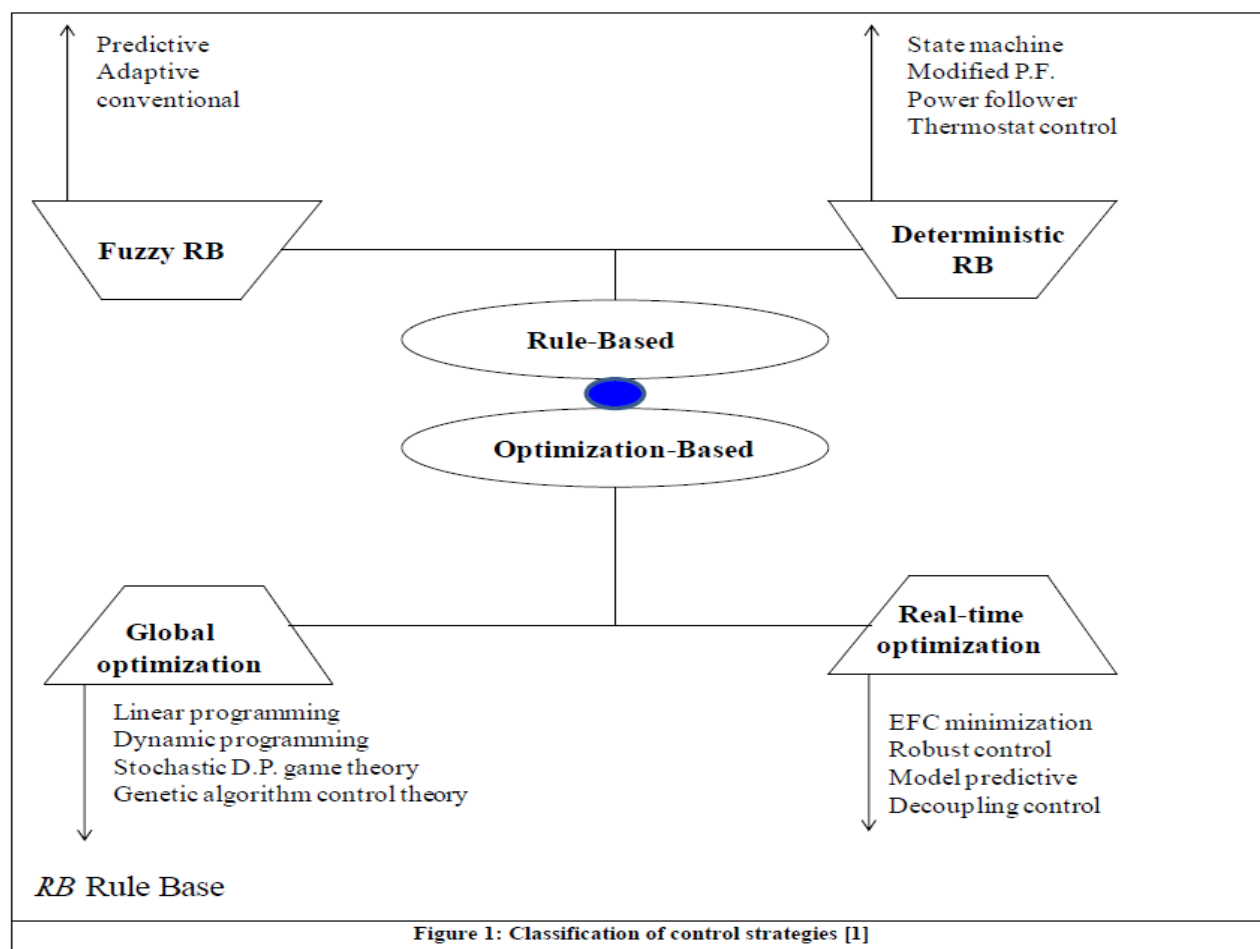 Predictive
Adaptive
conventional
State machine
Modified P.F.
Power follower
Thermostat control
Fuzzy RB
Deterministic
RB
Rule-Based
Optimization-Based
Global
optimization
Real-time
optimization
Linear programming
Dynamic programming
Stochastic D.P. game theory
Genetic algorithm control theory
EFC minimization
Robust control
Model predictive
Decoupling control
RB Rule Base
Figure 1: Classification of control strategies [1]